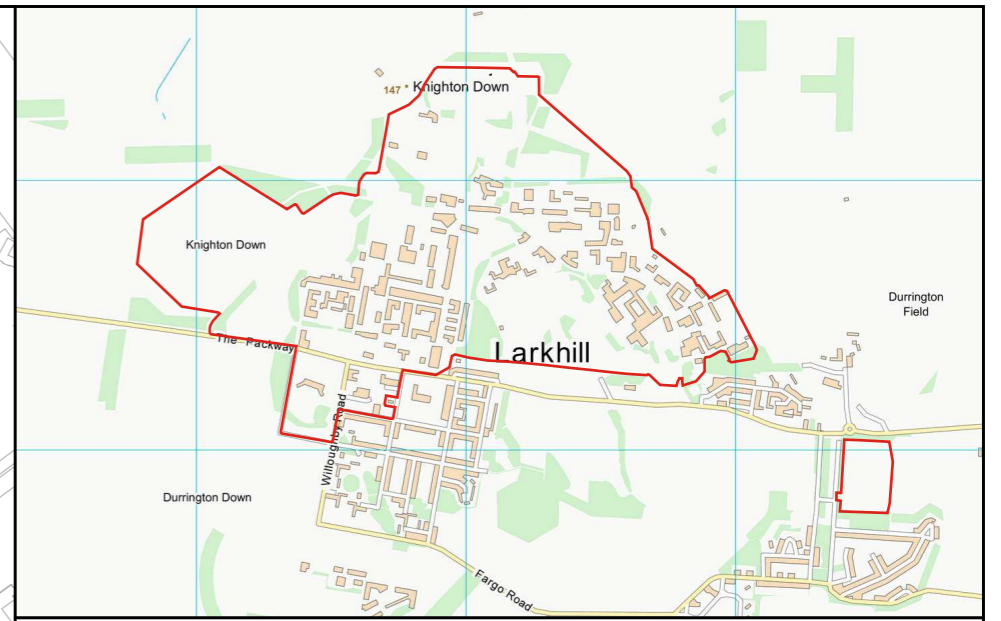 147 Knighton Down
Knighton Down
Durrington
Field
The Packway
Larkhill
Willoughby Road
Durrington Down
Fargo Road